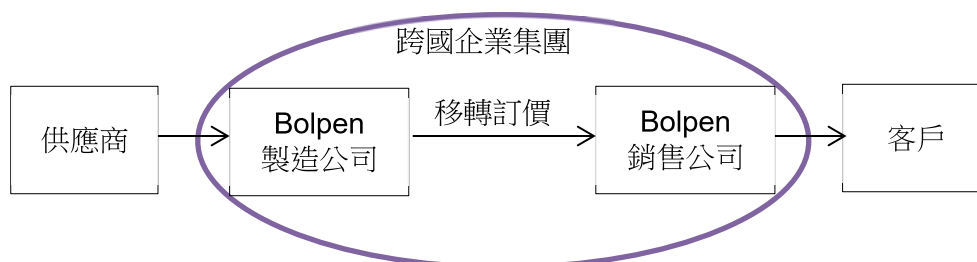 跨國企業集團
供應商
Bolpen
製造公司
移轉訂價
Bolpen
銷售公司
客戶